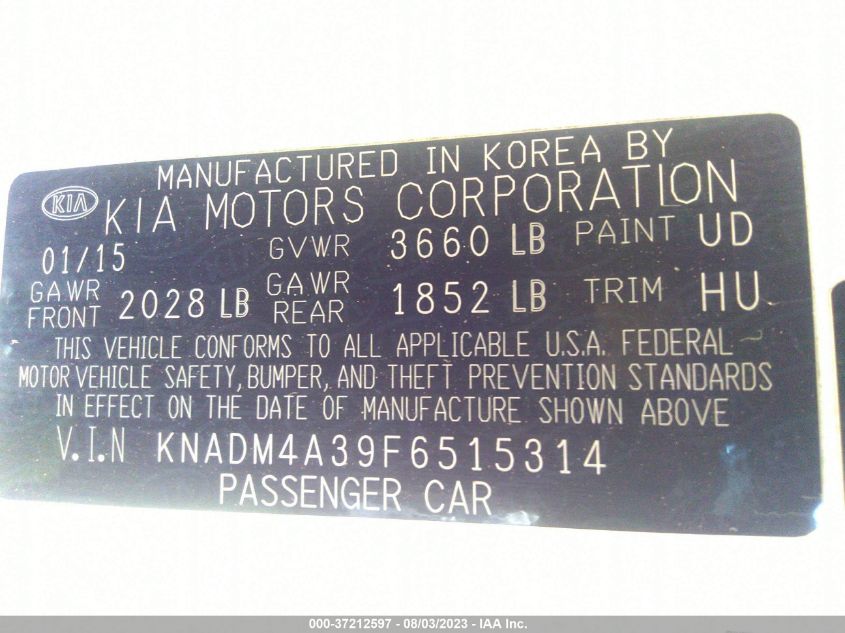 MANUFACTURED IN KOREA BY
KIA KIA MOTORS CORPORATION
01/15 GVWR 3660 LB PAINT UD
GAWR FRONT 2028 LB GAWR REAR 1852 LB TRIM HU
THIS VEHICLE CONFORMS TO ALL APPLICABLE U.S.A. FEDERAL
MOTOR VEHICLE SAFETY, BUMPER, AND THEFT PREVENTION STANDARDS
IN EFFECT ON THE DATE OF MANUFACTURE SHOWN ABOVE
V.I.N KNADM4A39F6515314
PASSENGER CAR
000-37212597 - 08/03/2023 - IAA Inc.